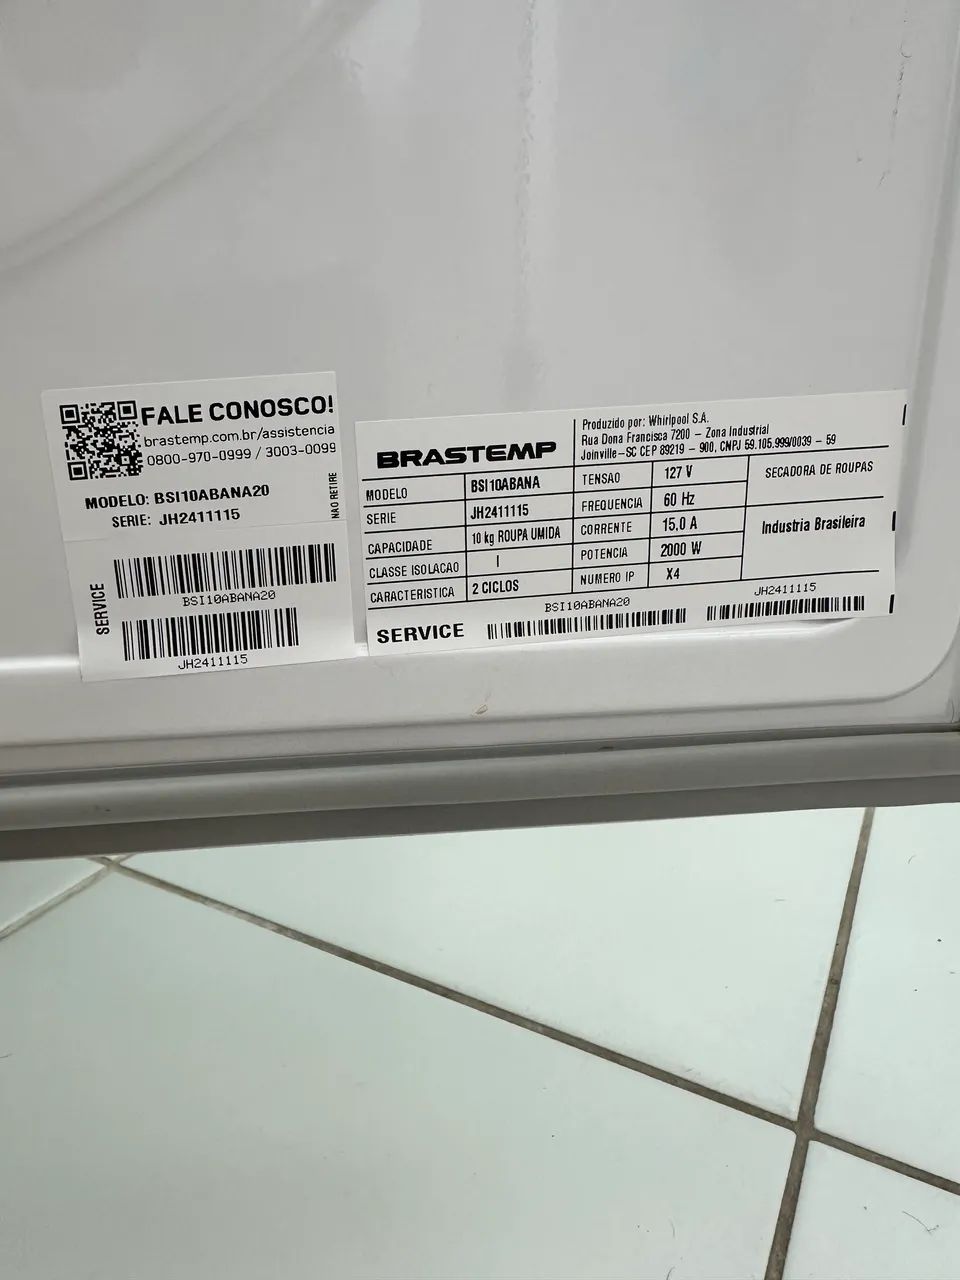 FALE CONOSCO!
brastemp.com.br/assistencia
0800-970-0999 / 3003-0099
MODELO: BSI10ABANA20
SERIE: JH2411115
NAO RETIRE
SERVICE
BSI10ABANA20
JH2411115
BRASTEMP
Produzido por: Whirlpool S.A.
Rua Dona Francisca 7200 - Zona Industrial
Joinville-SC CEP 89219 - 900, CNPJ 59.105.999/0039 - 59
MODELO BSI10ABANA
SERIE JH2411115
CAPACIDADE 10 kg ROUPA UMIDA
CLASSE ISOLACAO I
CARACTERISTICA 2 CICLOS
TENSAO 127 V
FREQUENCIA 60 Hz
CORRENTE 15,0 A
POTENCIA 2000 W
NUMERO IP X4
SECADORA DE ROUPAS
Industria Brasileira
SERVICE
BSI10ABANA20
JH2411115